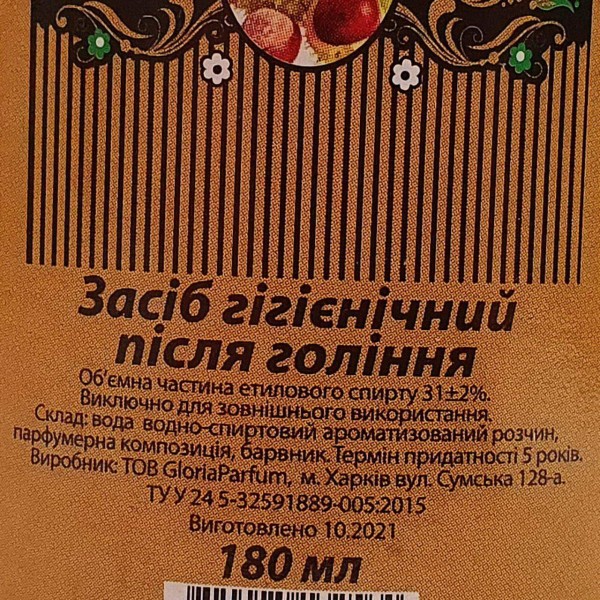 Засіб гігієнічний
після гоління
Об'ємна частина етилового спирту 31±2%.
Виключно для зовнішнього використання.
Склад: вода водно-спиртовий ароматизований розчин,
парфумерна композиція, барвник. Термін придатності 5 років.
Виробник: ТОВ GloriaParfum, м. Харків вул. Сумська 128-а.
ТУ У 24 5-32591889-005:2015
Виготовлено 10.2021
180 мл